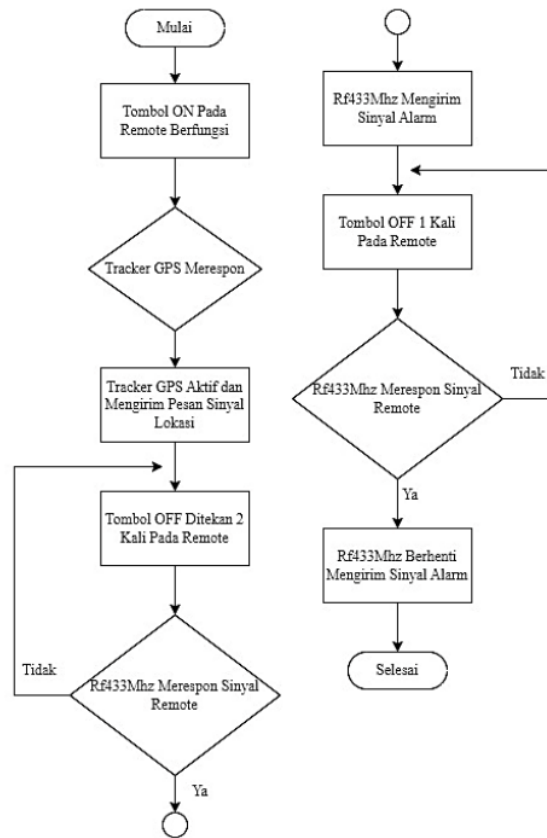 Mulai
Tombol ON Pada
Remote Berfungsi
Tracker GPS Merespon
Tracker GPS Aktif dan
Mengirim Pesan Sinyal
Lokasi
Tombol OFF Ditekan 2
Kali Pada Remote
Rf433Mhz Merespon Sinyal
Remote
Tidak
Ya
Rf433Mhz Mengirim
Sinyal Alarm
Tombol OFF 1 Kali
Pada Remote
Rf433Mhz Merespon Sinyal
Remote
Tidak
Ya
Rf433Mhz Berhenti
Mengirim Sinyal Alarm
Selesai